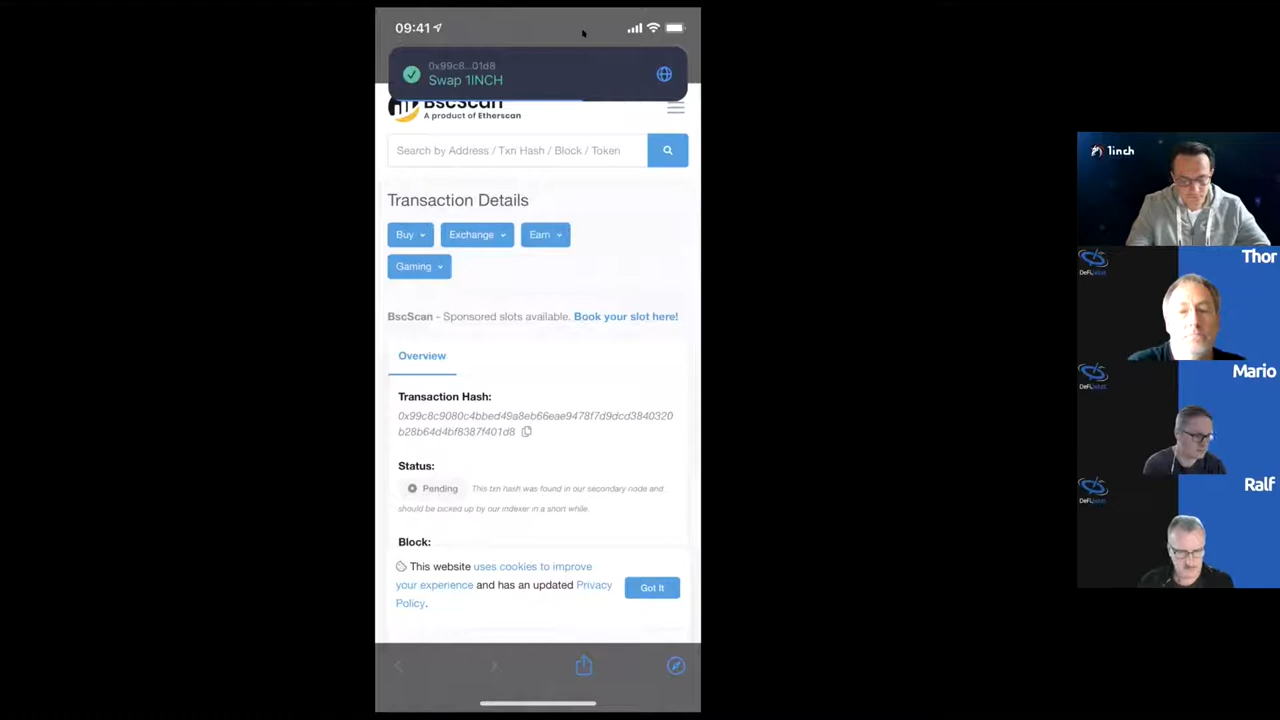 09:41
0x99c8...01d8
Swap 1INCH
BscScan
A product of Etherscan
Search by Address / Txn Hash / Block / Token
Transaction Details
Buy
Exchange
Earn
Gaming
BscScan - Sponsored slots available. Book your slot here!
Overview
Transaction Hash:
0x99c8c9080c4bbed49a8eb66eae9478f7d9dcd3840320
b28b64d4bf8387f401d8
Status:
Pending
This txn hash was found in our secondary node and
should be picked up by our indexer in a short while.
Block:
This website uses cookies to improve
your experience and has an updated Privacy
Policy.
Got It
1inch
Thor
Mario
Ralf